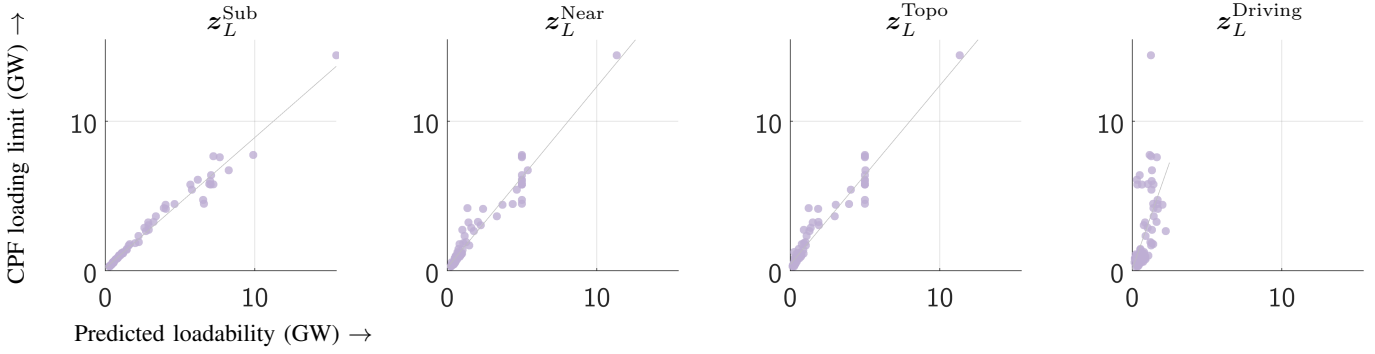 z_L^Sub z_L^Near z_L^Topo z_L^Driving
CPF loading limit (GW) →
10 10 10 10
0 0 0 0
0 10 0 10 0 10 0 10
Predicted loadability (GW) →